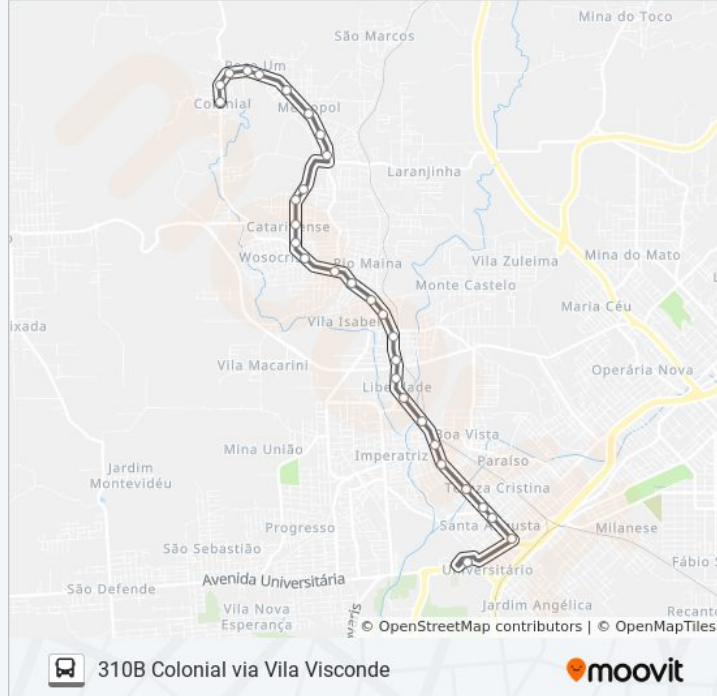 Mina do Toco
São Marcos
Colonial
Laranjinha
Catarinense
Rio Maina
Mina do Mato
Vila Zuleima
Monte Castelo
Maria Céu
Vila Isabel
Operária Nova
Vila Macarini
Liberdade
Boa Vista
Mina União
Imperatriz
Paraíso
Jardim
Montevidéu
Tereza Cristina
Progresso
Santa Augusta
Milanese
São Sebastião
Fábio S
São Defende
Avenida Universitária
Universitário
Vila Nova
Esperança
Jardim Angélica
Recanto
© OpenStreetMap contributors | © OpenMapTiles
310B Colonial via Vila Visconde
moovit